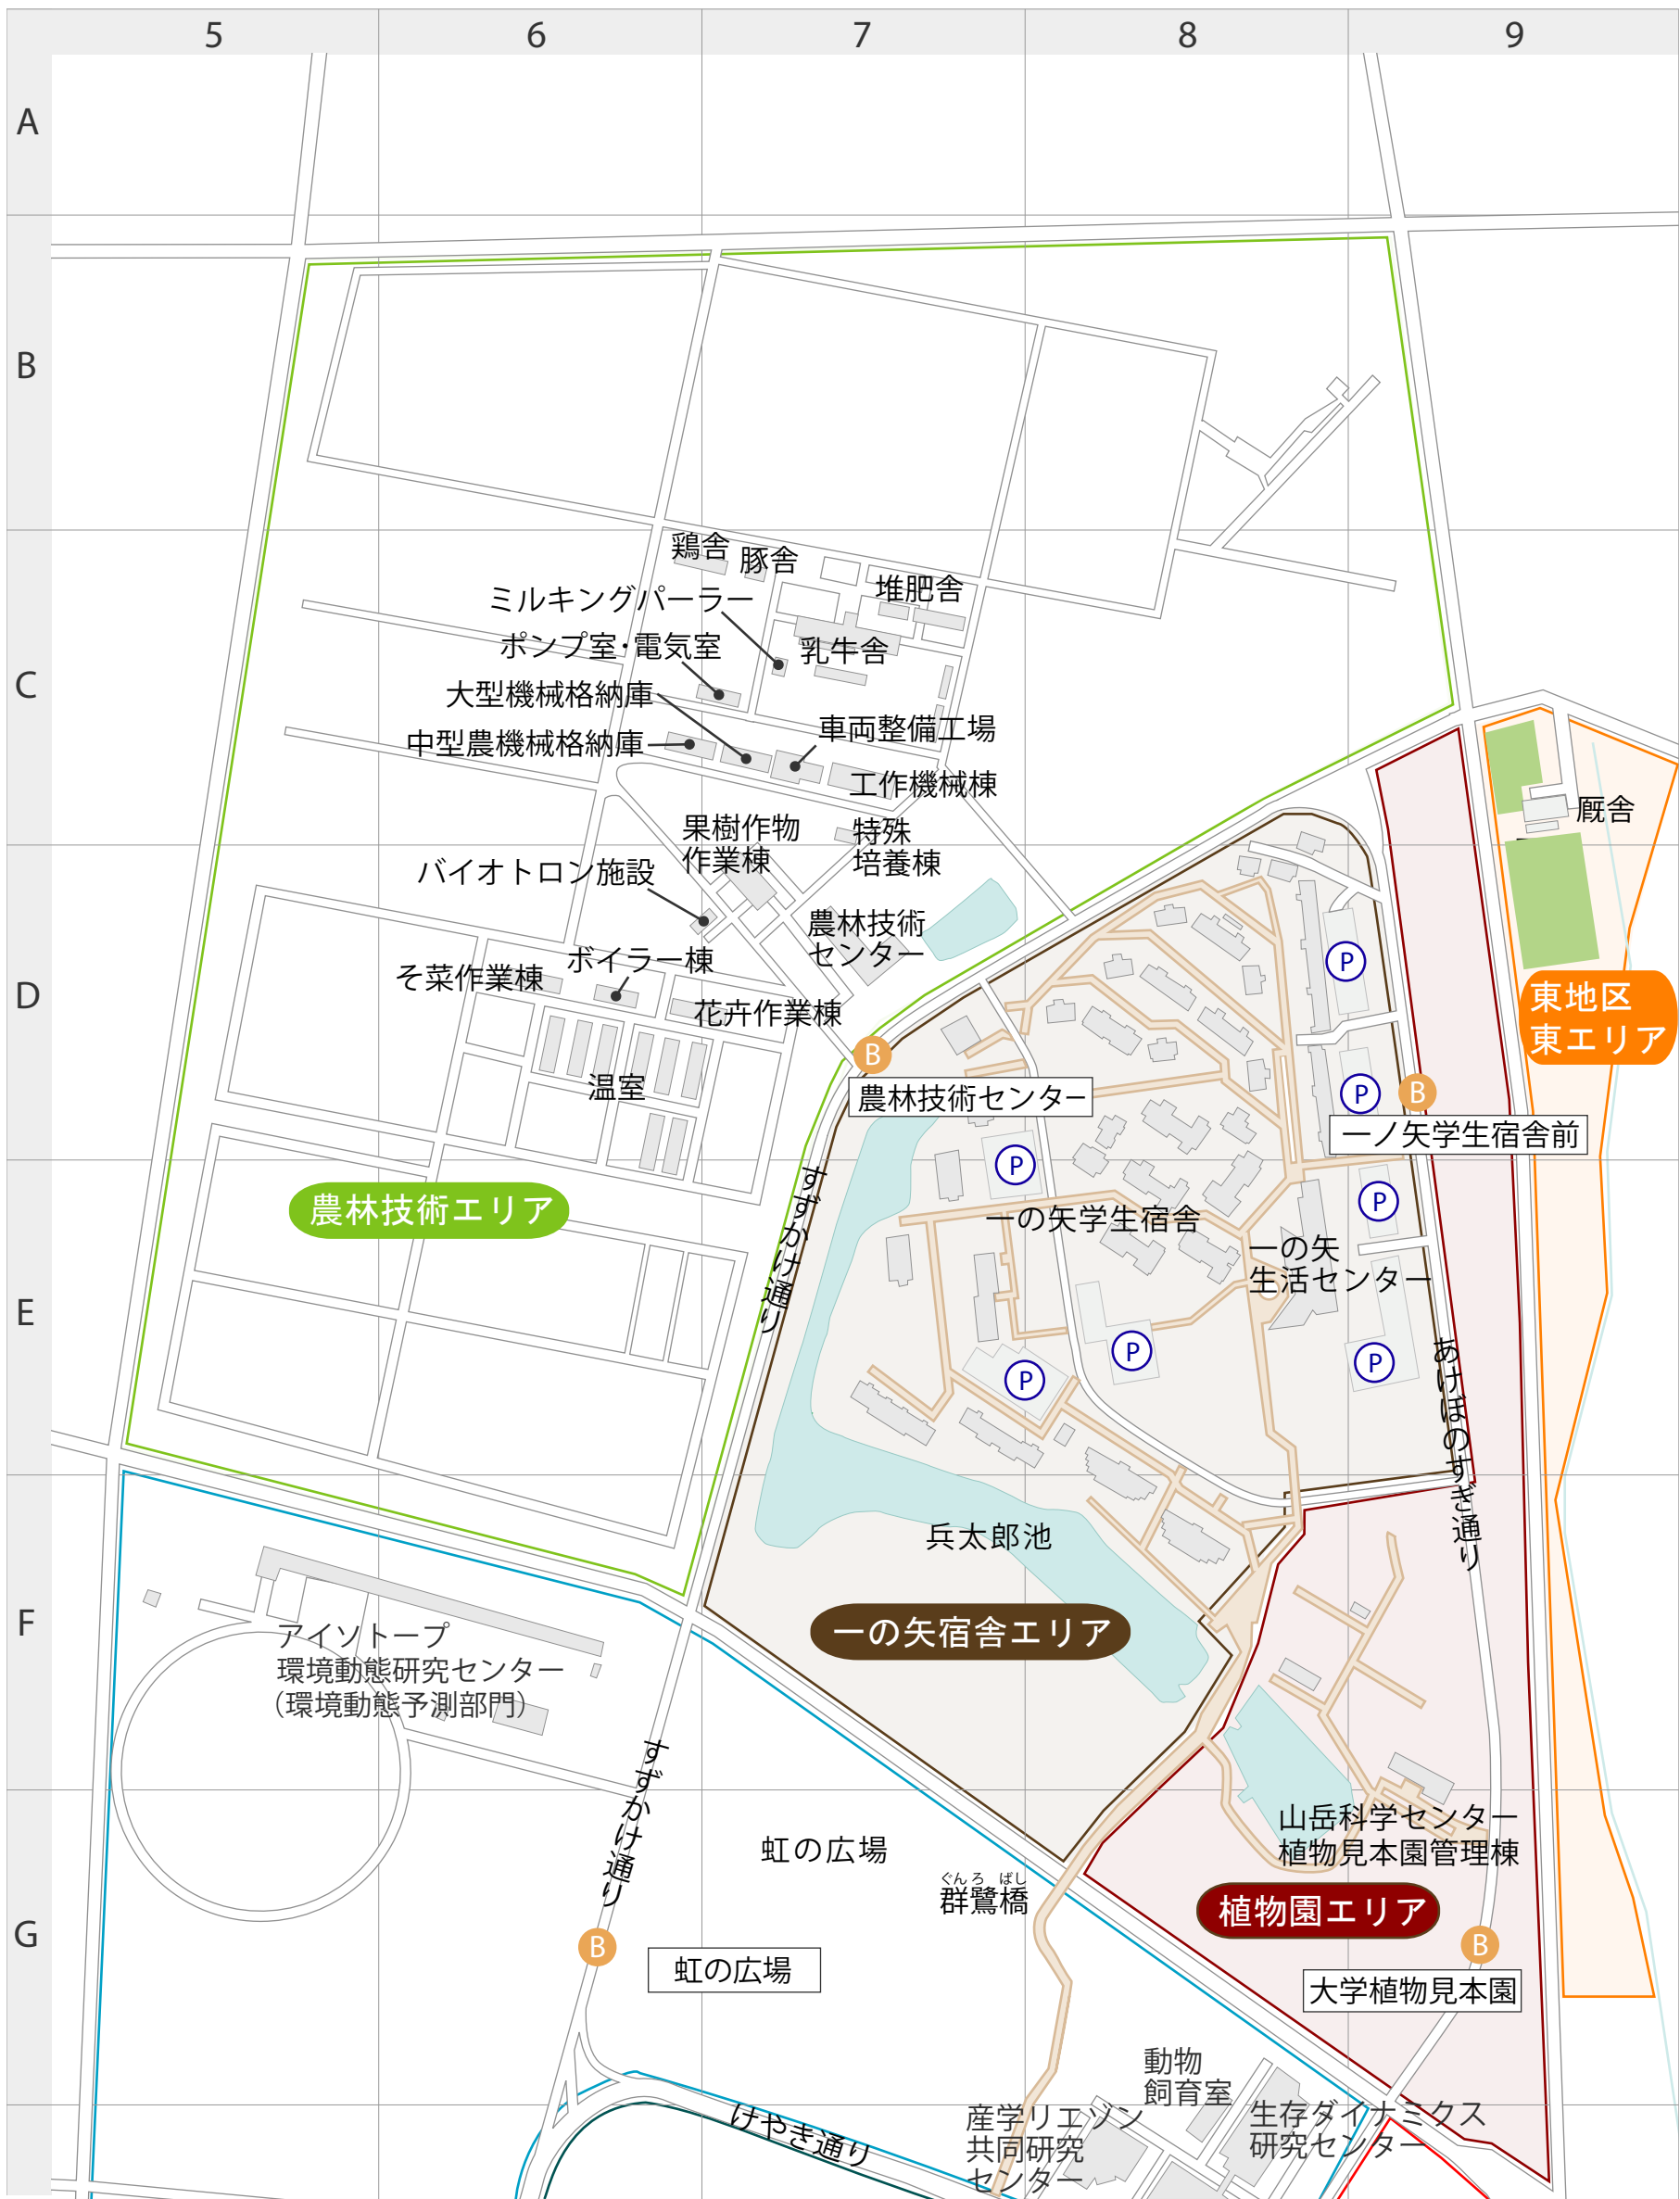 5 6 7 8 9
A
B
C
D
E
F
G
鶏舎
豚舎
堆肥舎
ミルキングパーラー
ポンプ室・電気室
乳牛舎
大型機械格納庫
中型農機械格納庫
車両整備工場
工作機械棟
厩舎
果樹作物
作業棟
特殊
培養棟
バイオトロン施設
農林技術
センター
ボイラー棟
そ菜作業棟
花卉作業棟
温室
P
東地区
東エリア
B
農林技術センター
P
B
一ノ矢学生宿舎前
P
P
農林技術エリア
すずかけ通り
一の矢学生宿舎
一の矢
生活センター
P
P
P
あけぼのすぎ通り
兵太郎池
一の矢宿舎エリア
アイソトープ
環境動態研究センター
（環境動態予測部門）
すずかけ通り
虹の広場
ぐんろ ばし
群鷺橋
山岳科学センター
植物見本園管理棟
植物園エリア
B
虹の広場
B
大学植物見本園
動物
飼育室
けやき通り
産学リエゾン
共同研究
センター
生存ダイナミクス
研究センター